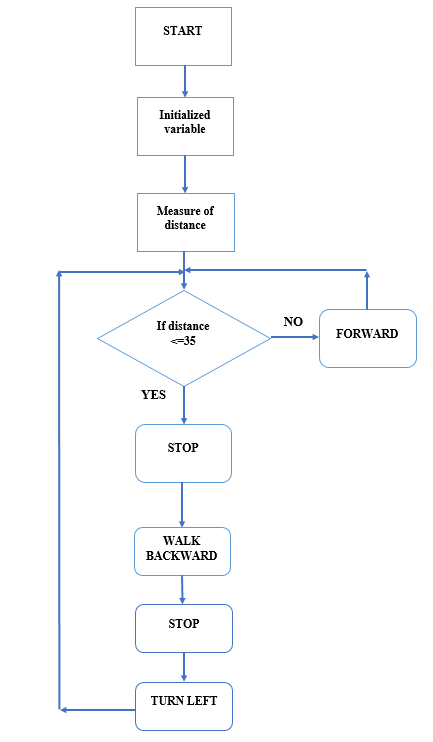 START
Initialized
variable
Measure of
distance
If distance
<=35
NO
FORWARD
YES
STOP
WALK
BACKWARD
STOP
TURN LEFT